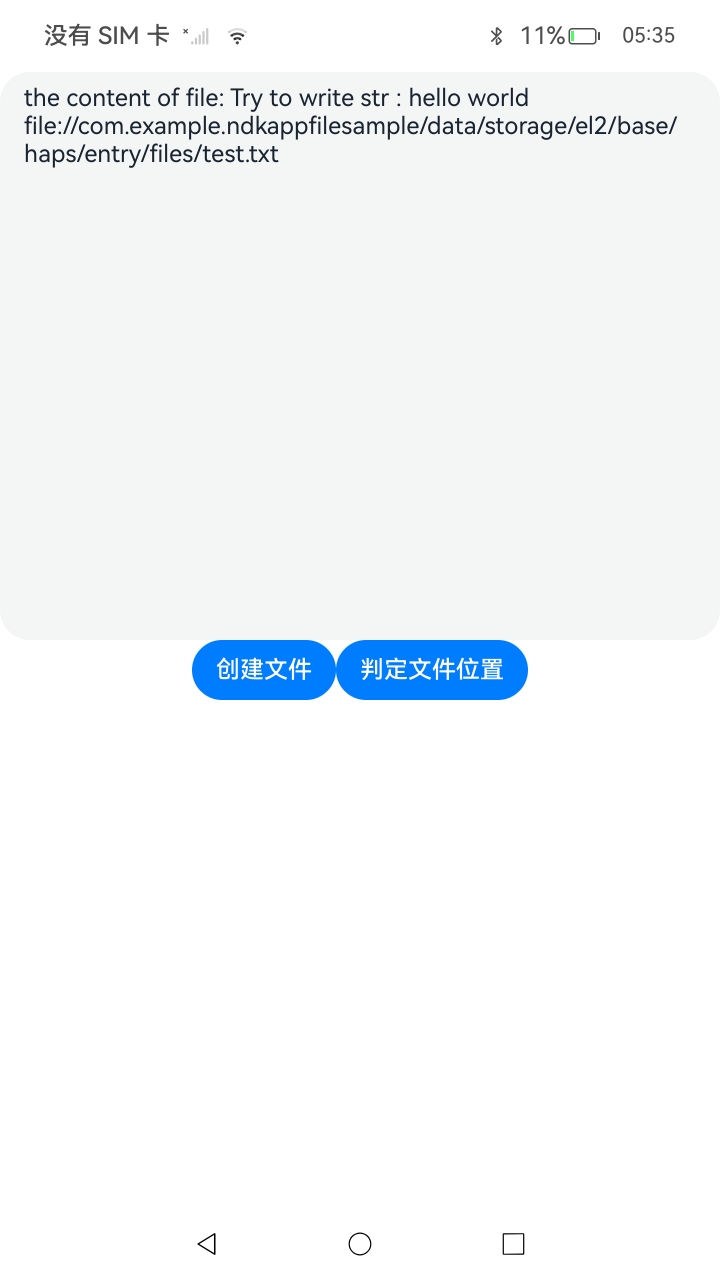 没有 SIM 卡 11% 05:35
the content of file: Try to write str : hello world
file://com.example.ndkappfilesample/data/storage/el2/base/
haps/entry/files/test.txt
创建文件 判定文件位置